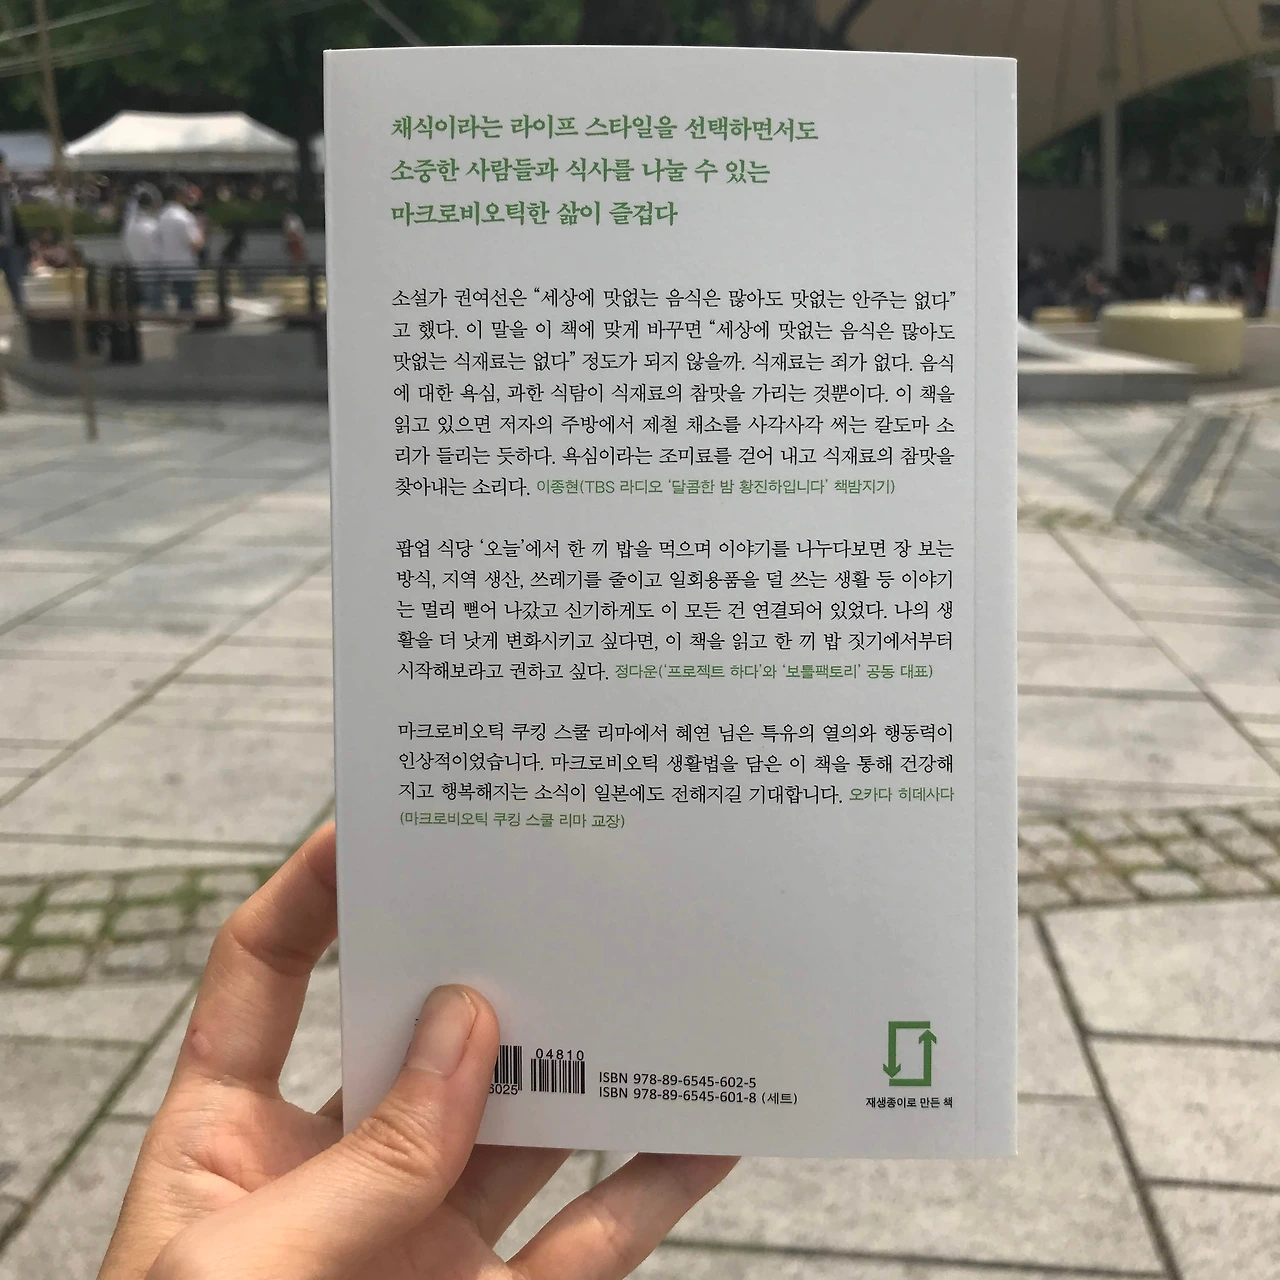 채식이라는 라이프 스타일을 선택하면서도
소중한 사람들과 식사를 나눌 수 있는
마크로비오틱한 삶이 즐겁다
소설가 권여선은 “세상에 맛없는 음식은 많아도 맛없는 안주는 없다”
고 했다. 이 말을 이 책에 맞게 바꾸면 “세상에 맛없는 음식은 많아도
맛없는 식재료는 없다” 정도가 되지 않을까. 식재료는 죄가 없다. 음식
에 대한 욕심, 과한 식탐이 식재료의 참맛을 가리는 것뿐이다. 이 책을
읽고 있으면 저자의 주방에서 제철 채소를 사각사각 써는 칼도마 소
리가 들리는 듯하다. 욕심이라는 조미료를 걷어 내고 식재료의 참맛을
찾아내는 소리다. 이종현(TBS 라디오 ‘달콤한 밤 황진하입니다’ 책밤지기)
팝업 식당 ‘오늘’에서 한 끼 밥을 먹으며 이야기를 나누다보면 장 보는
방식, 지역 생산, 쓰레기를 줄이고 일회용품을 덜 쓰는 생활 등 이야기
는 멀리 뻗어 나갔고 신기하게도 이 모든 건 연결되어 있었다. 나의 생
활을 더 낫게 변화시키고 싶다면, 이 책을 읽고 한 끼 밥 짓기에서부터
시작해보라고 권하고 싶다. 정다운(‘프로젝트 하다’와 ‘보틀팩토리’ 공동 대표)
마크로비오틱 쿠킹 스쿨 리마에서 혜연 님은 특유의 열의와 행동력이
인상적이었습니다. 마크로비오틱 생활법을 담은 이 책을 통해 건강해
지고 행복해지는 소식이 일본에도 전해지길 기대합니다. 오카다 히데사다
(마크로비오틱 쿠킹 스쿨 리마 교장)
04810
6025
ISBN 978-89-6545-602-5
ISBN 978-89-6545-601-8 (세트)
재생종이로 만든 책